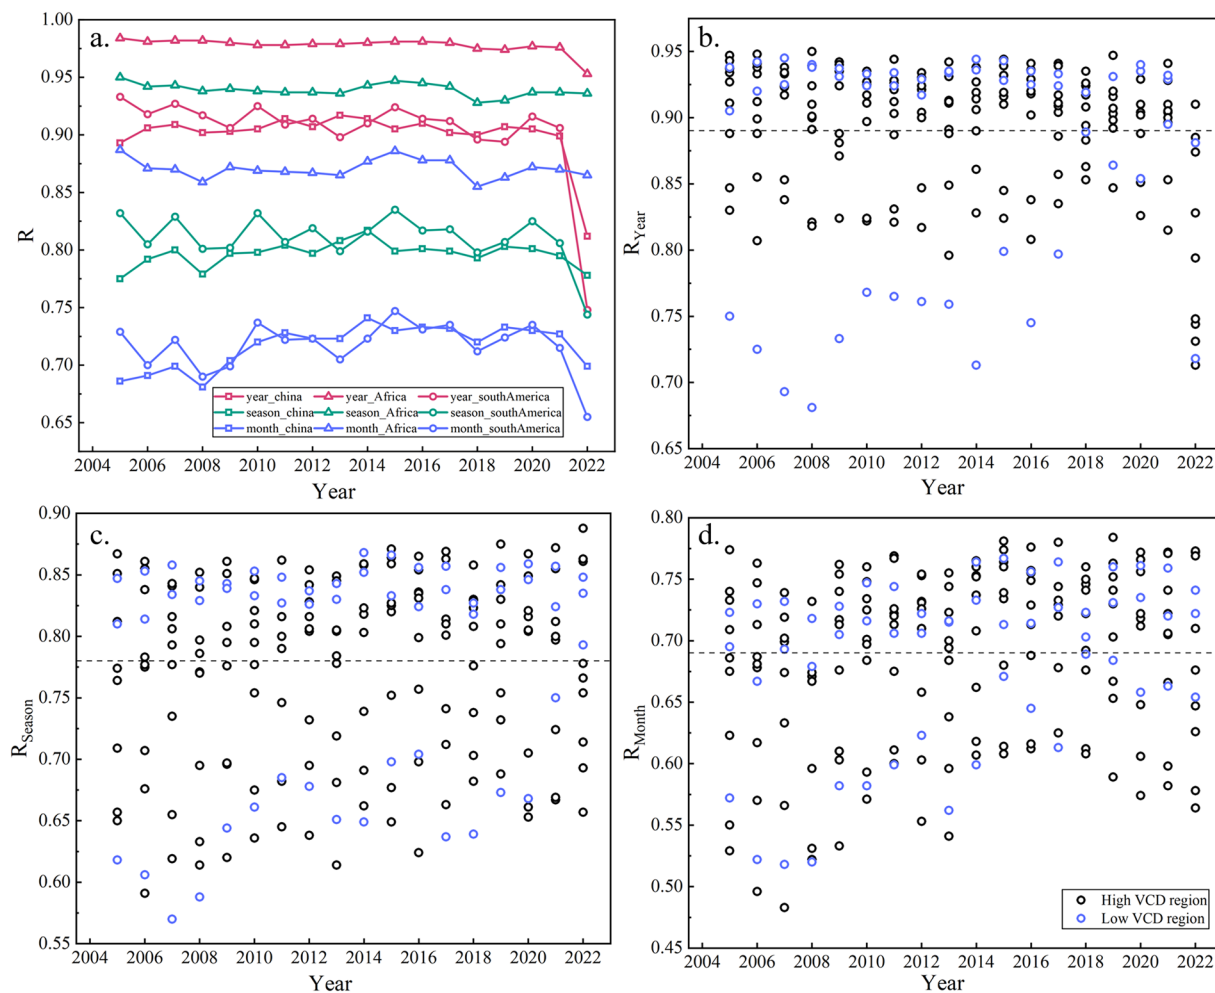 a.
1.00
0.95
0.90
0.85
0.80
0.75
0.70
0.65
R
year_china year_Africa year_southAmerica
season_china season_Africa season_southAmerica
month_china month_Africa month_southAmerica
2004 2006 2008 2010 2012 2014 2016 2018 2020 2022
Year
b.
0.95
0.90
0.85
0.80
0.75
0.70
0.65
R_Year
2004 2006 2008 2010 2012 2014 2016 2018 2020 2022
Year
c.
0.90
0.85
0.80
0.75
0.70
0.65
0.60
0.55
R_Season
2004 2006 2008 2010 2012 2014 2016 2018 2020 2022
Year
d.
0.80
0.75
0.70
0.65
0.60
0.55
0.50
0.45
R_Month
High VCD region
Low VCD region
2004 2006 2008 2010 2012 2014 2016 2018 2020 2022
Year